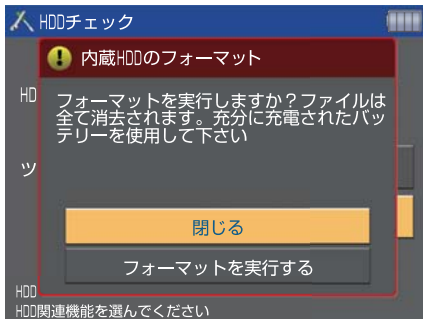 HDDチェック
内蔵HDDのフォーマット
HD
フォーマットを実行しますか？ファイルは
全て消去されます。充分に充電されたバッ
テリーを使用して下さい
ツ
閉じる
フォーマットを実行する
HDD
HDD関連機能を選んでください